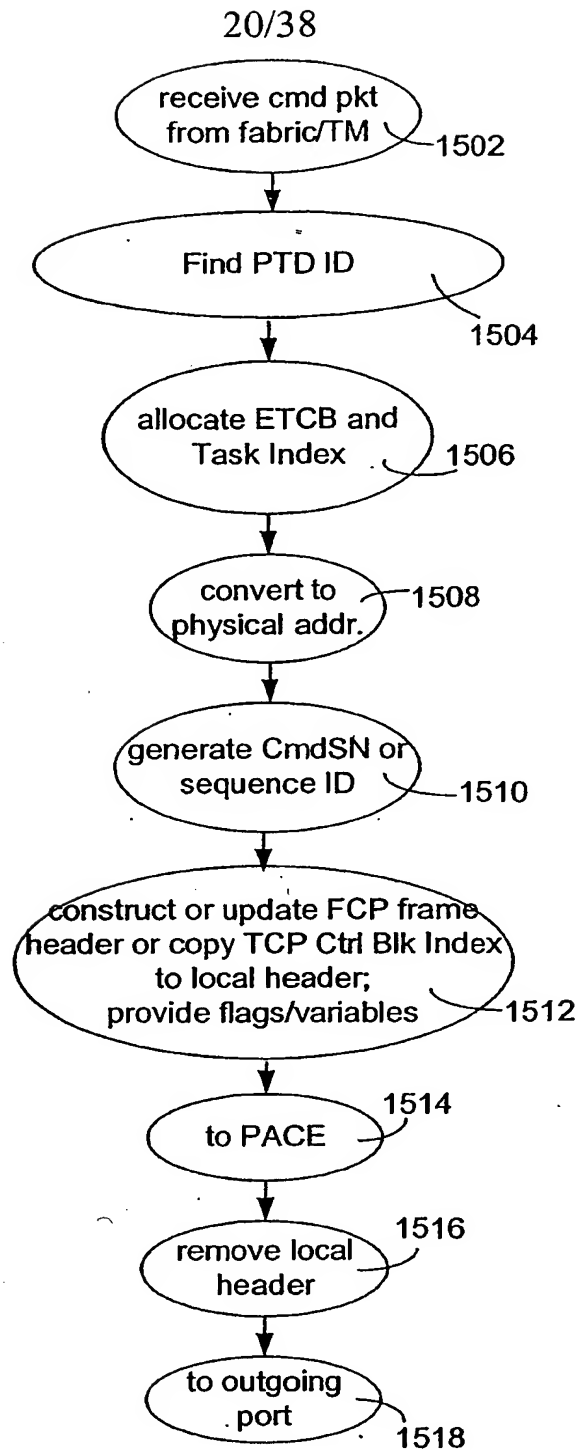 20/38
receive cmd pkt
from fabric/TM
1502
Find PTD ID
1504
allocate ETCB and
Task Index
1506
convert to
physical addr.
1508
generate CmdSN or
sequence ID
1510
construct or update FCP frame
header or copy TCP Ctrl Blk Index
to local header;
provide flags/variables
1512
to PACE
1514
remove local
header
1516
to outgoing
port
1518